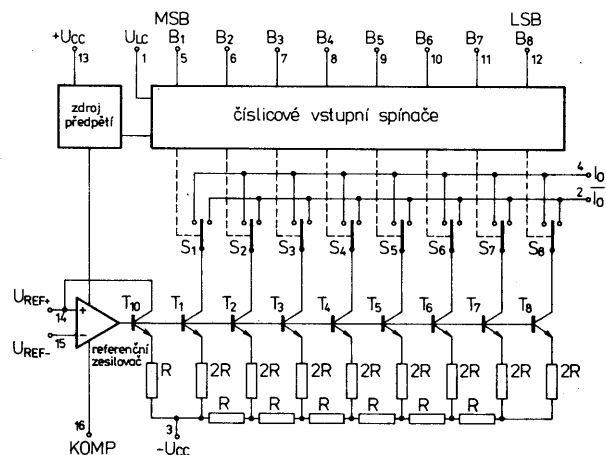 MSB LSB
+UCC ULC B1 B2 B3 B4 B5 B6 B7 B8
13 1 5 6 7 8 9 10 11 12
zdroj
předpětí
číslicové vstupní spínače
4 I0
2 I0
S1 S2 S3 S4 S5 S6 S7 S8
UREF+ 14 + T10 T1 T2 T3 T4 T5 T6 T7 T8
UREF- 15 −
referenční
zesilovač
R 2R 2R 2R 2R 2R 2R 2R 2R
R R R R R R
16 3
KOMP -UCC